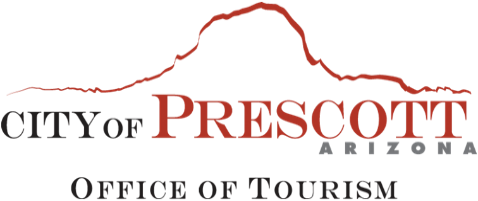 CITY OF PRESCOTT
ARIZONA
OFFICE OF TOURISM